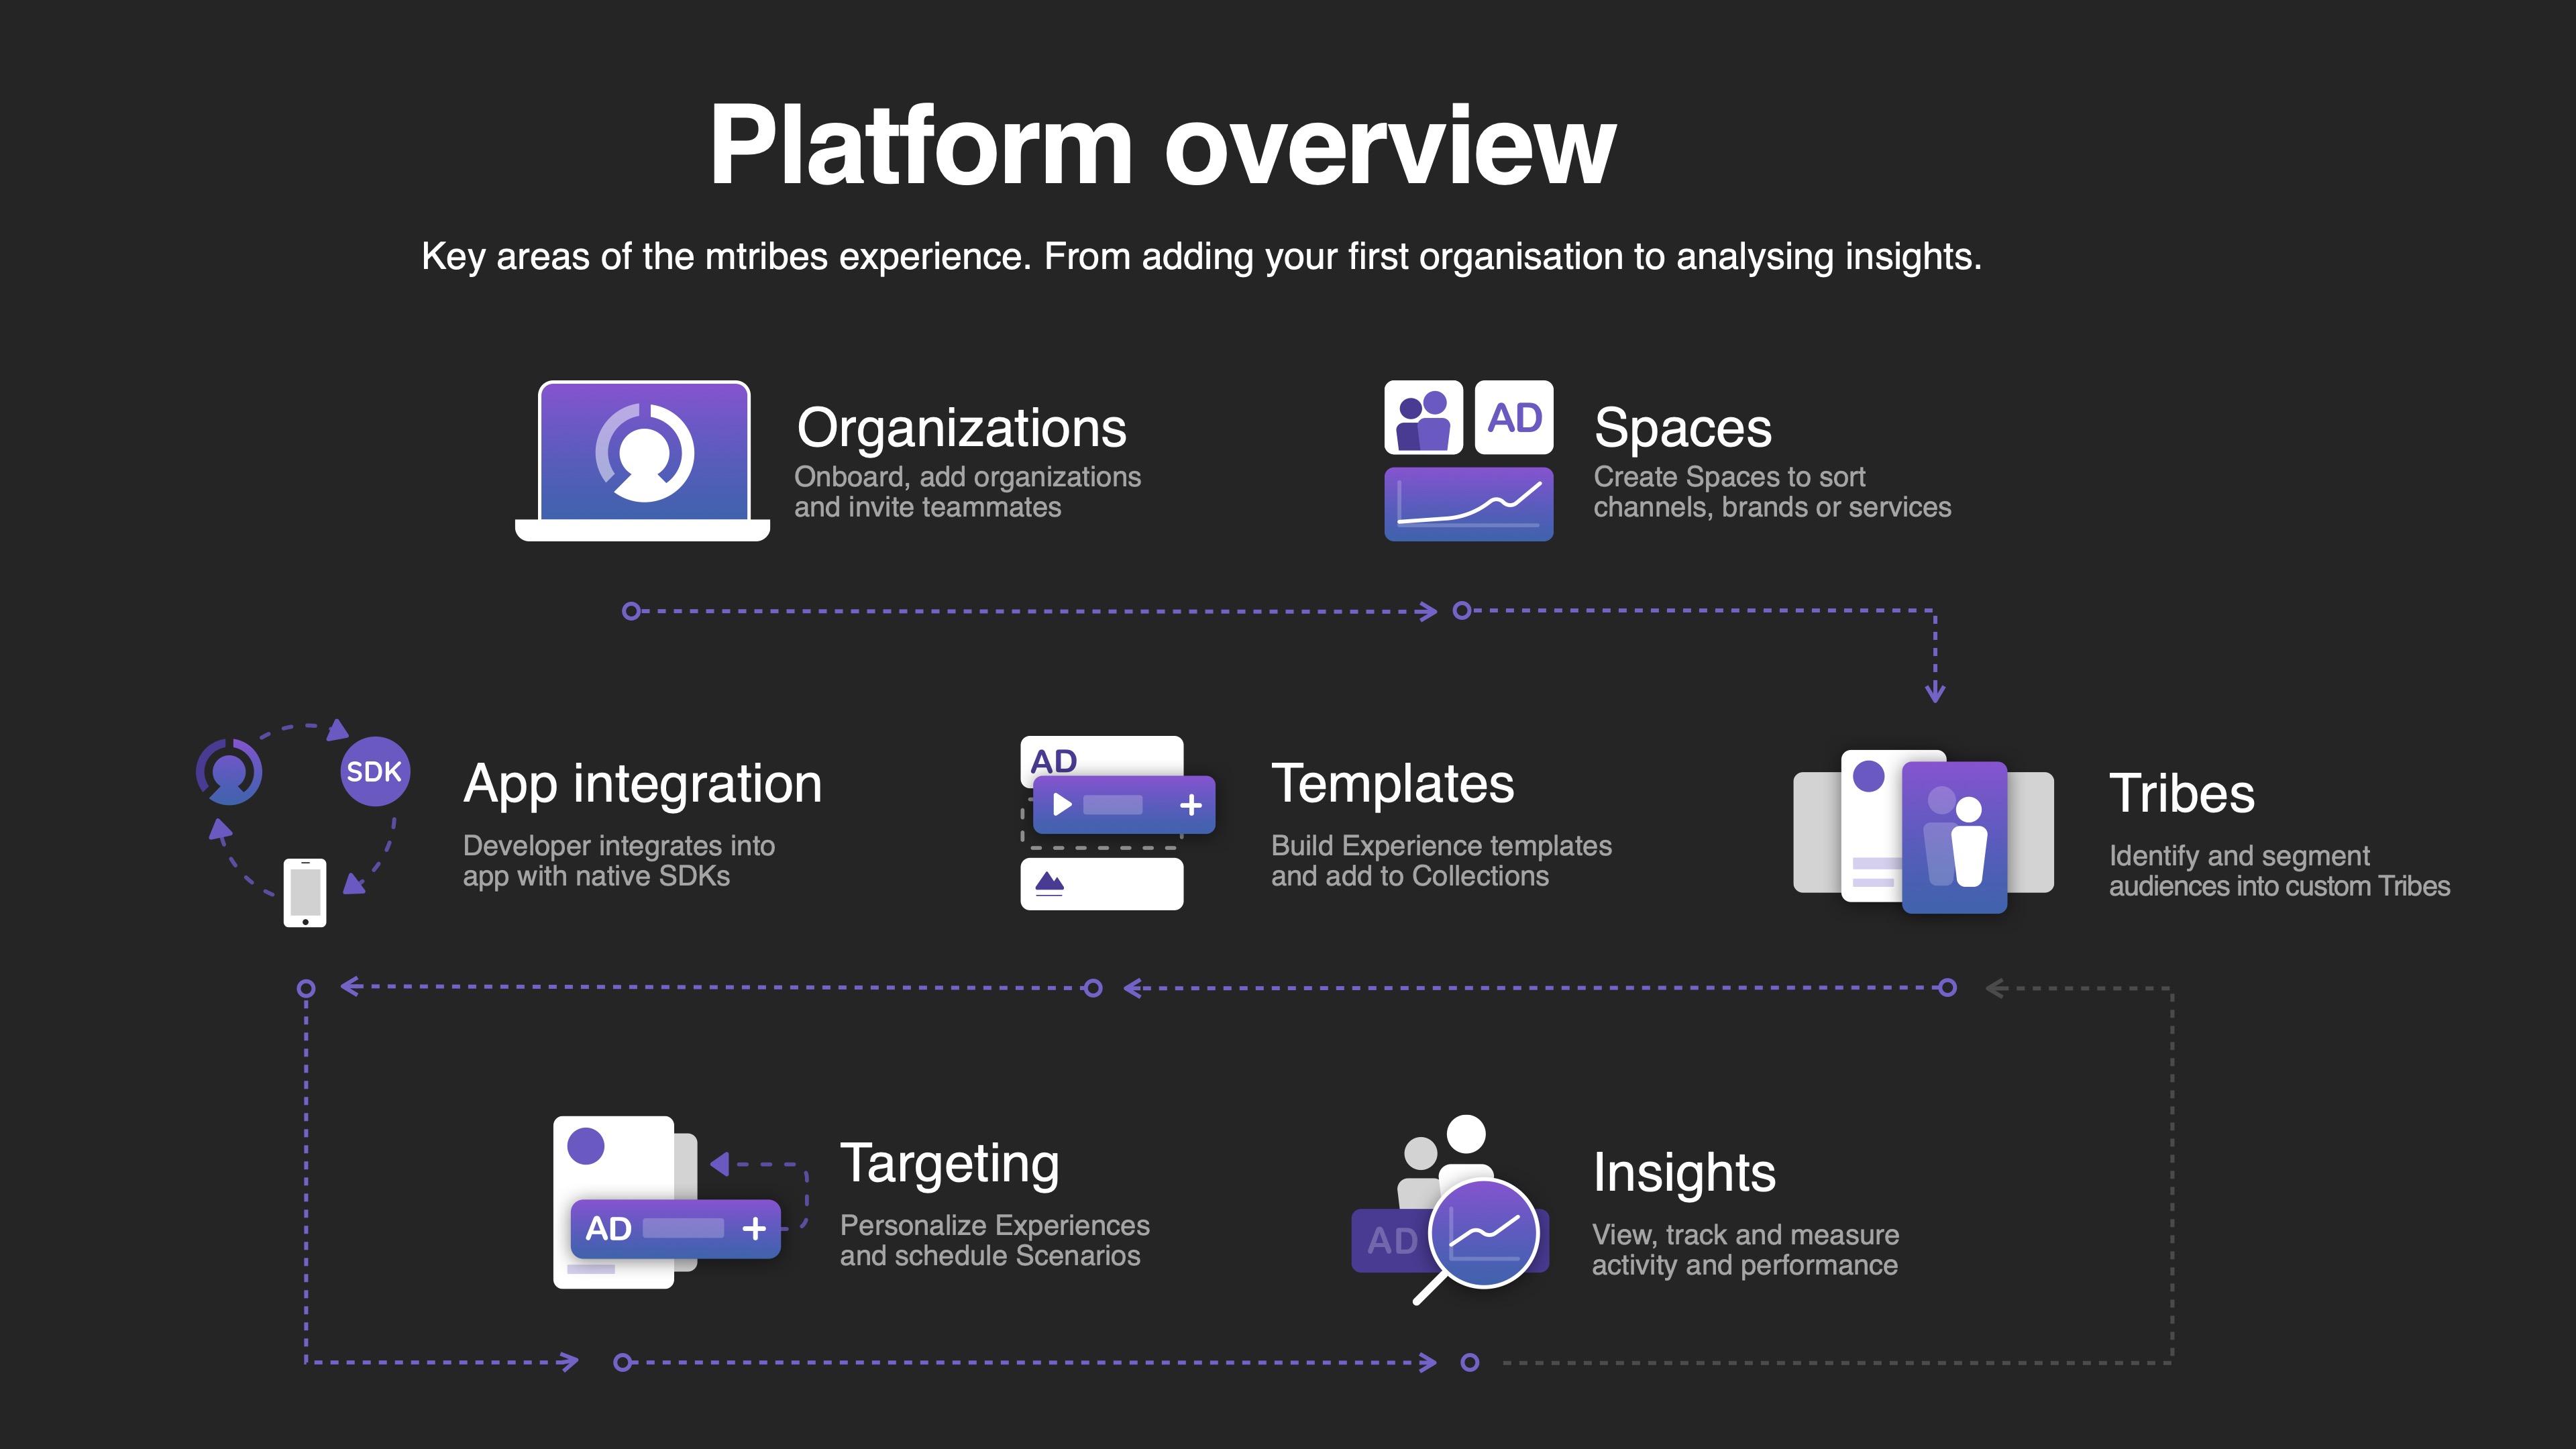 Platform overview
Key areas of the mtribes experience. From adding your first organisation to analysing insights.
Organizations
Onboard, add organizations
and invite teammates
AD
Spaces
Create Spaces to sort
channels, brands or services
SDK
App integration
Developer integrates into
app with native SDKs
AD
Templates
Build Experience templates
and add to Collections
Tribes
Identify and segment
audiences into custom Tribes
AD
Targeting
Personalize Experiences
and schedule Scenarios
AD
Insights
View, track and measure
activity and performance